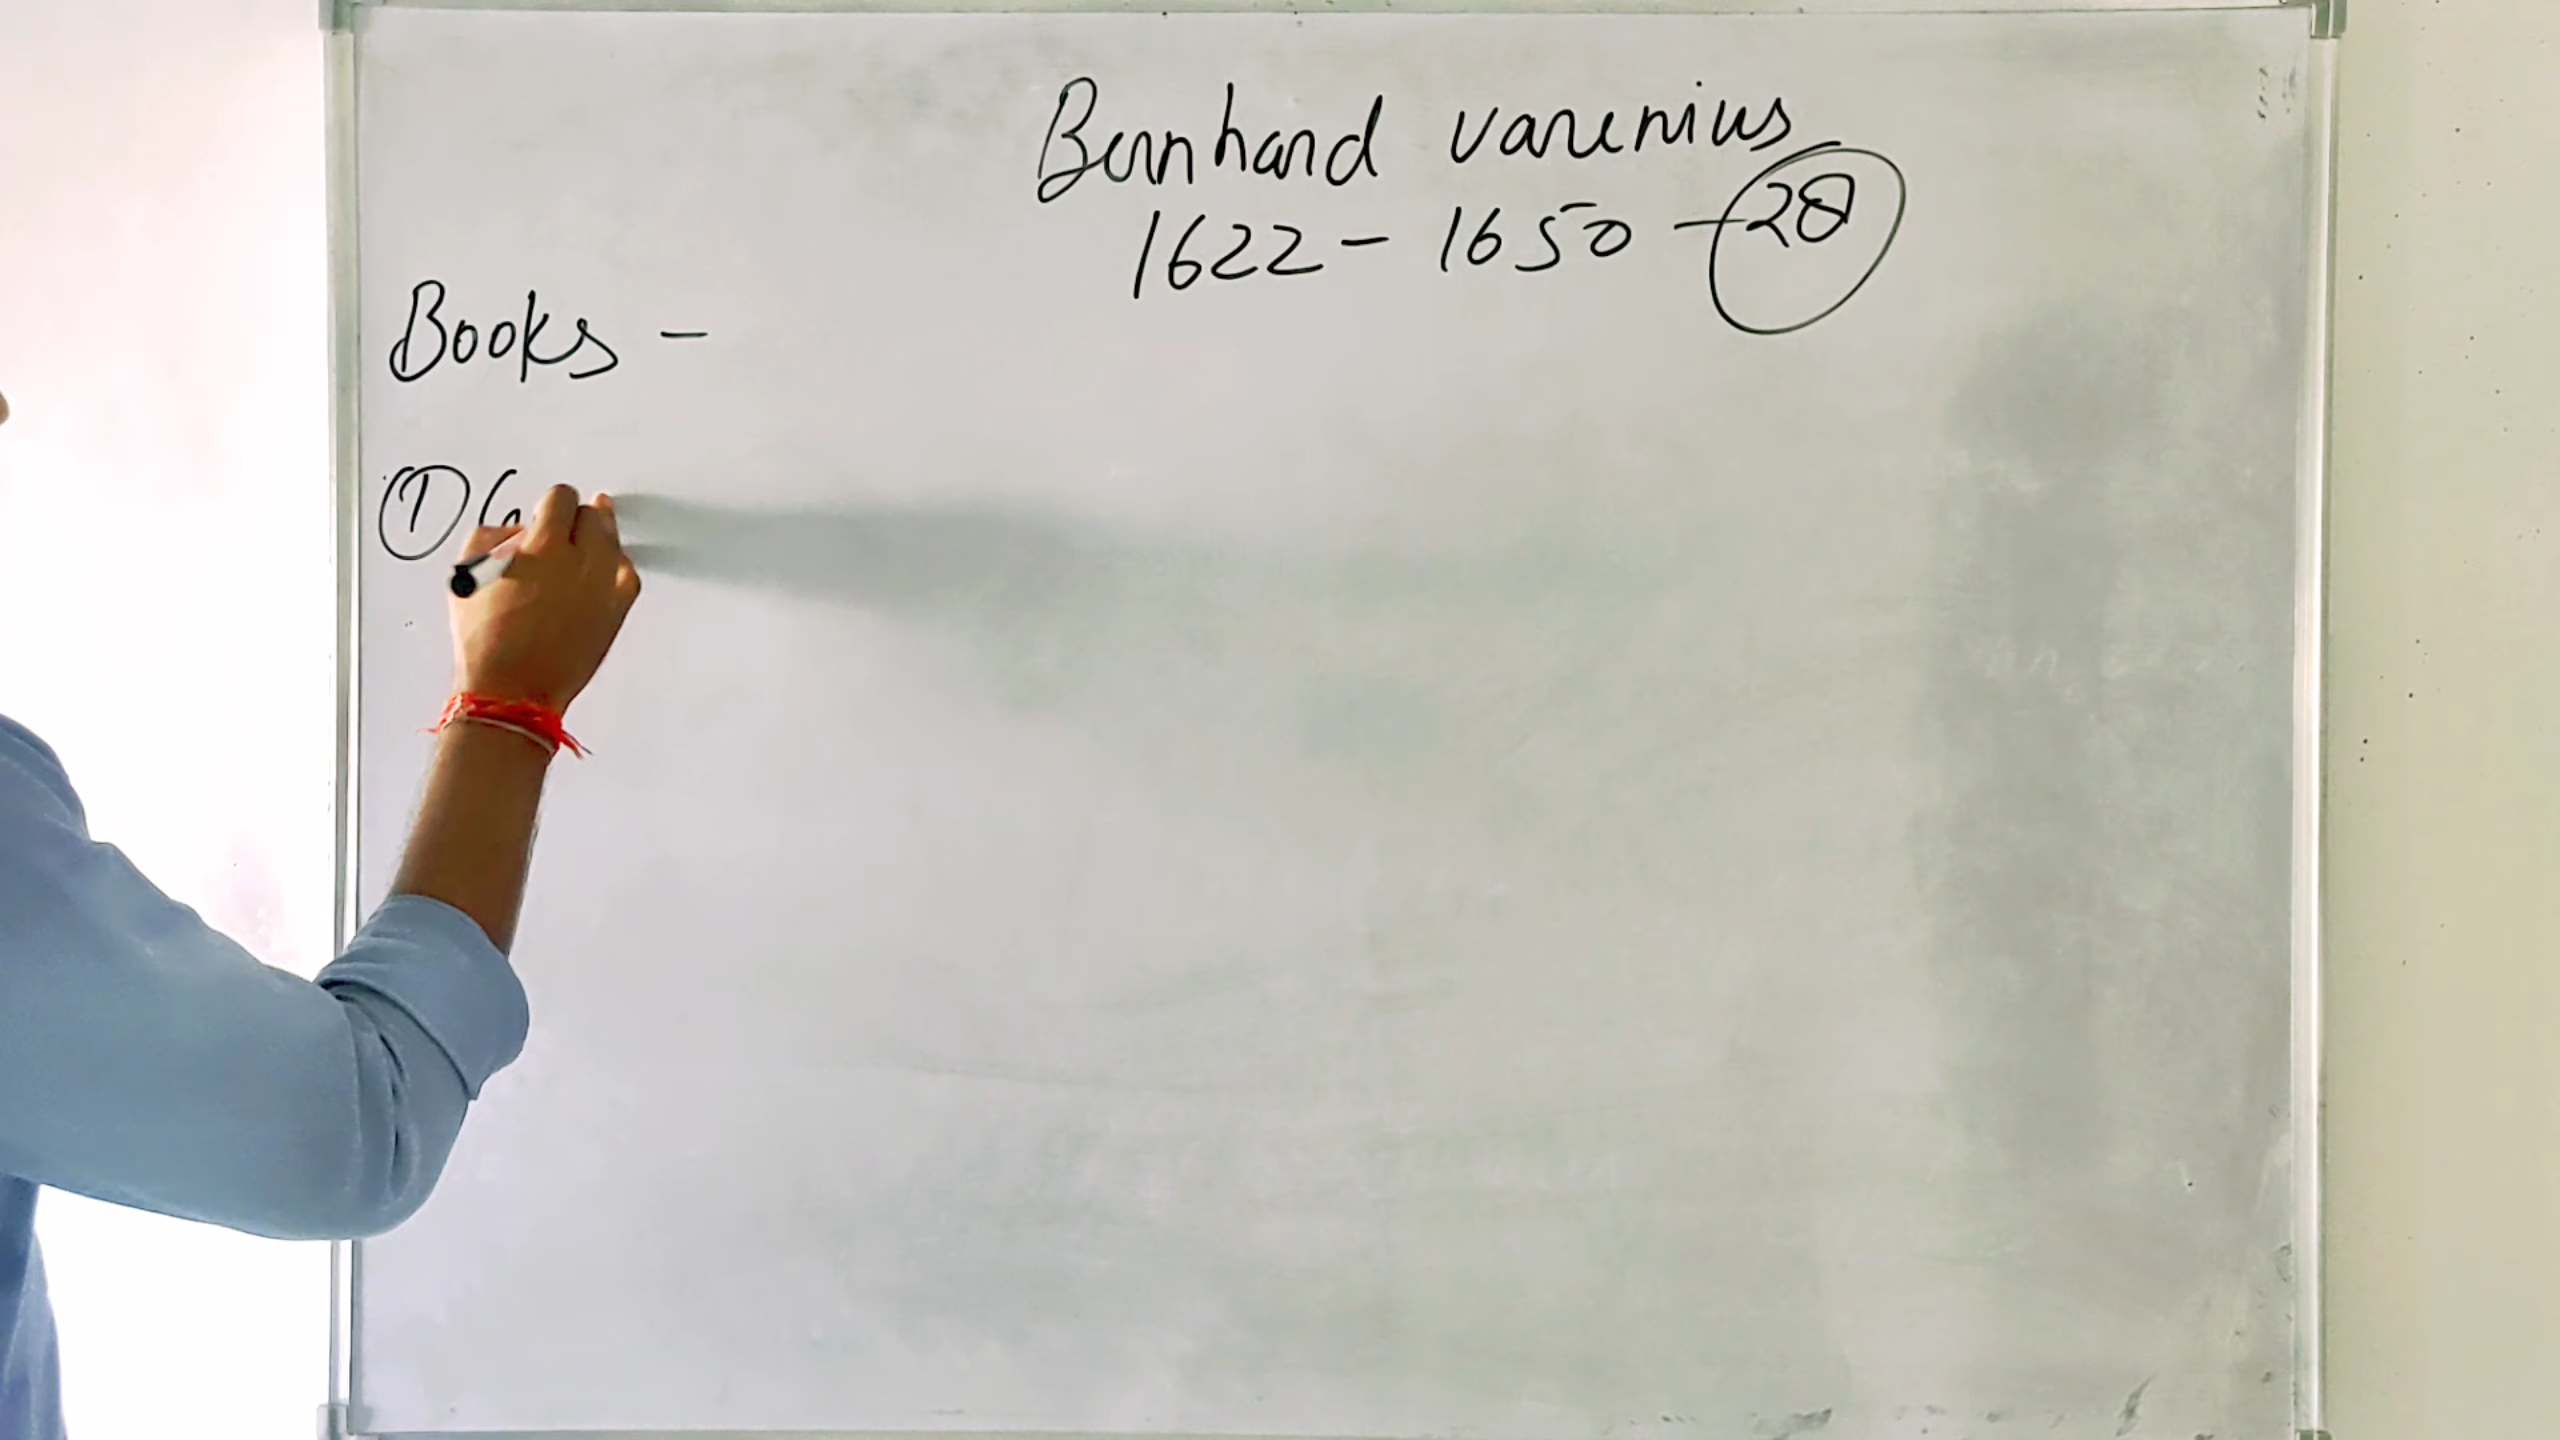 Bernhard varenius
1622 - 1650 - 28
Books -
① G